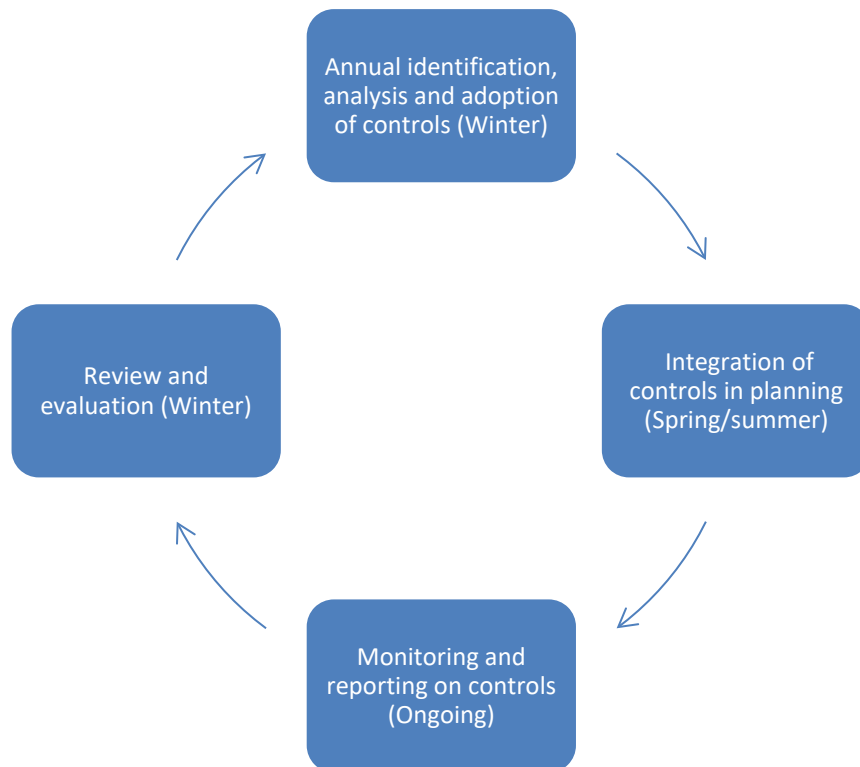 Annual identification,
analysis and adoption
of controls (Winter)
Integration of
controls in planning
(Spring/summer)
Monitoring and
reporting on controls
(Ongoing)
Review and
evaluation (Winter)